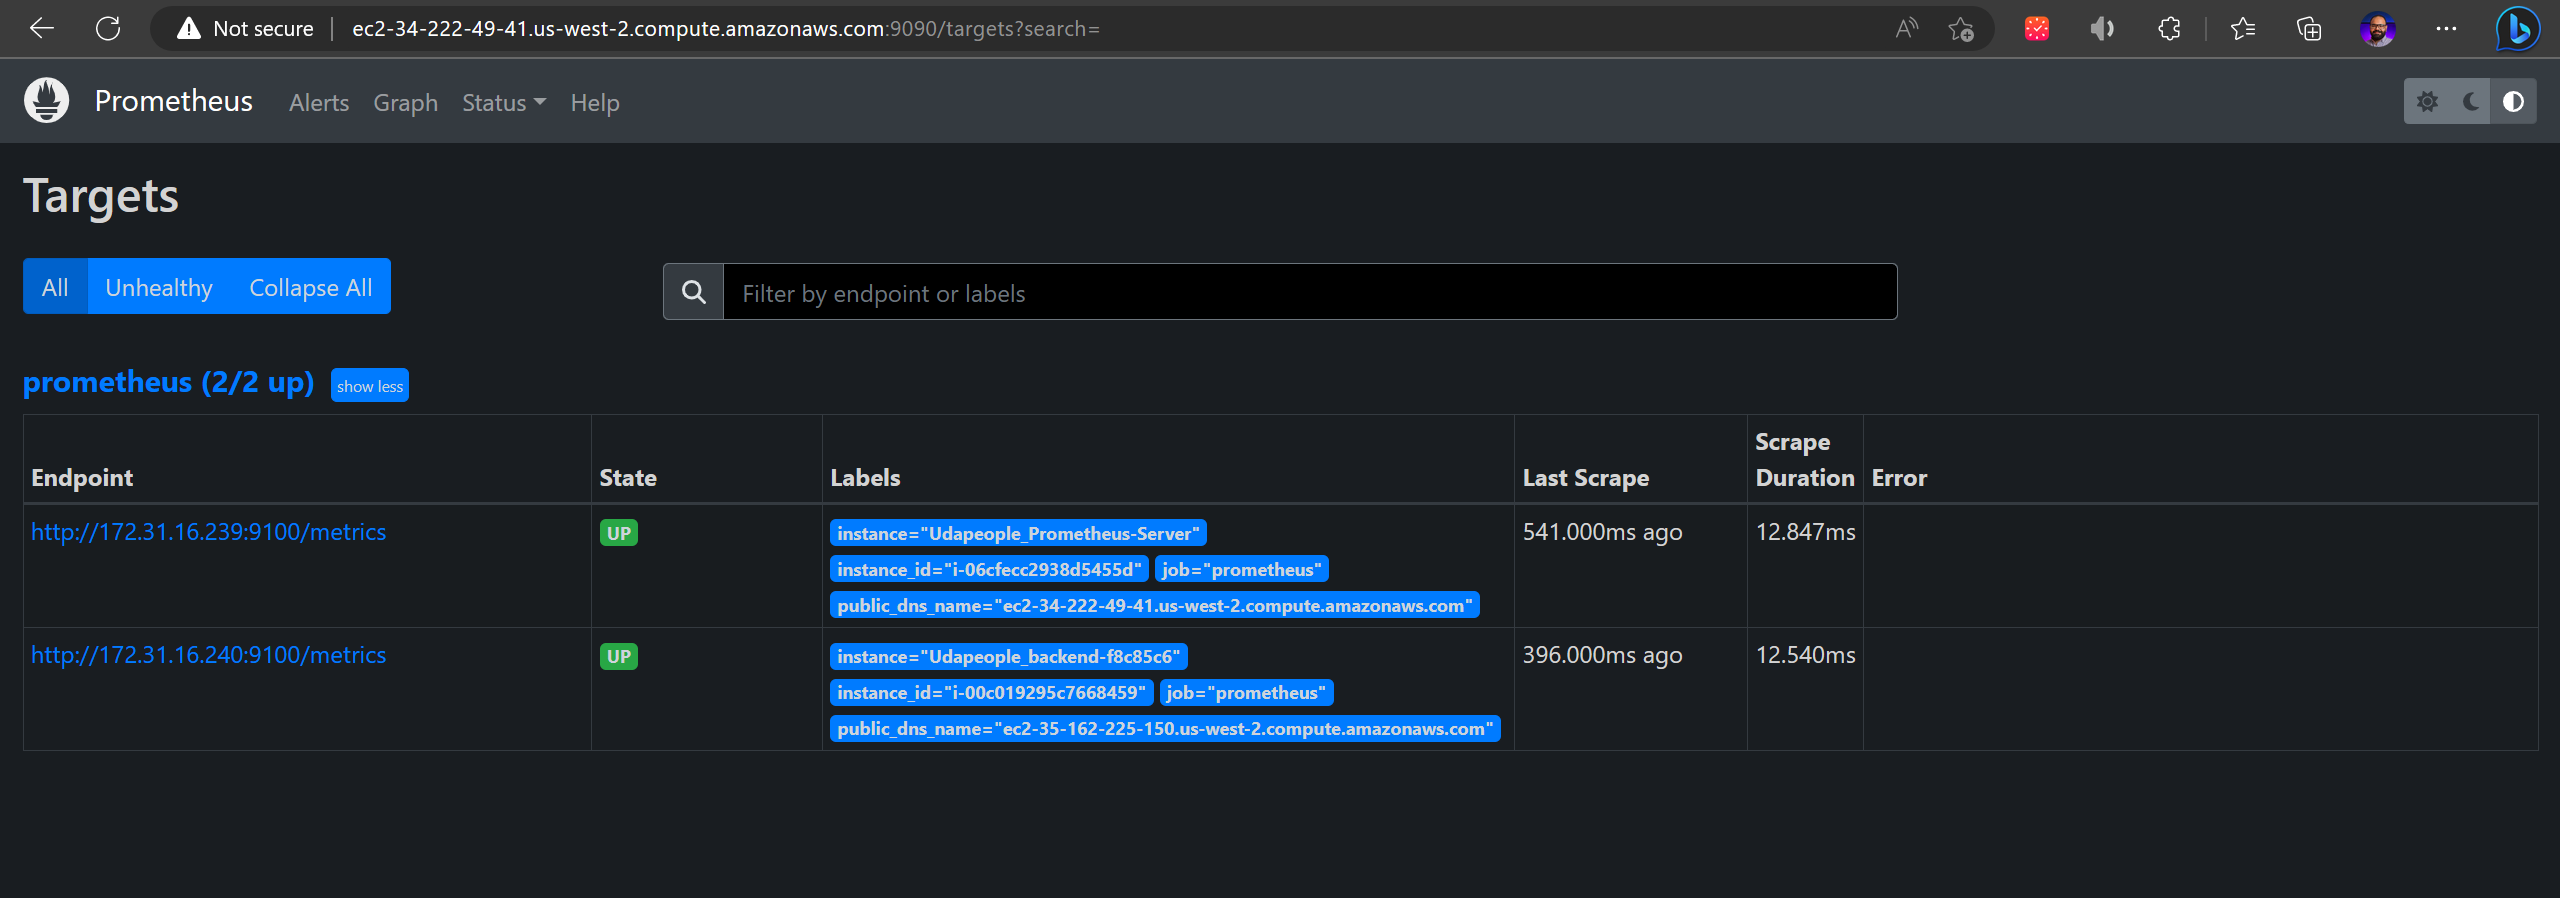 Not secure ec2-34-222-49-41.us-west-2.compute.amazonaws.com:9090/targets?search=
Prometheus Alerts Graph Status Help
Targets
All Unhealthy Collapse All Filter by endpoint or labels
prometheus (2/2 up) show less
Endpoint State Labels Last Scrape Scrape Duration Error
http://172.31.16.239:9100/metrics UP instance="Udapeople_Prometheus-Server" 541.000ms ago 12.847ms
instance_id="i-06cfecc2938d5455d" job="prometheus"
public_dns_name="ec2-34-222-49-41.us-west-2.compute.amazonaws.com"
http://172.31.16.240:9100/metrics UP instance="Udapeople_backend-f8c85c6" 396.000ms ago 12.540ms
instance_id="i-00c019295c7668459" job="prometheus"
public_dns_name="ec2-35-162-225-150.us-west-2.compute.amazonaws.com"